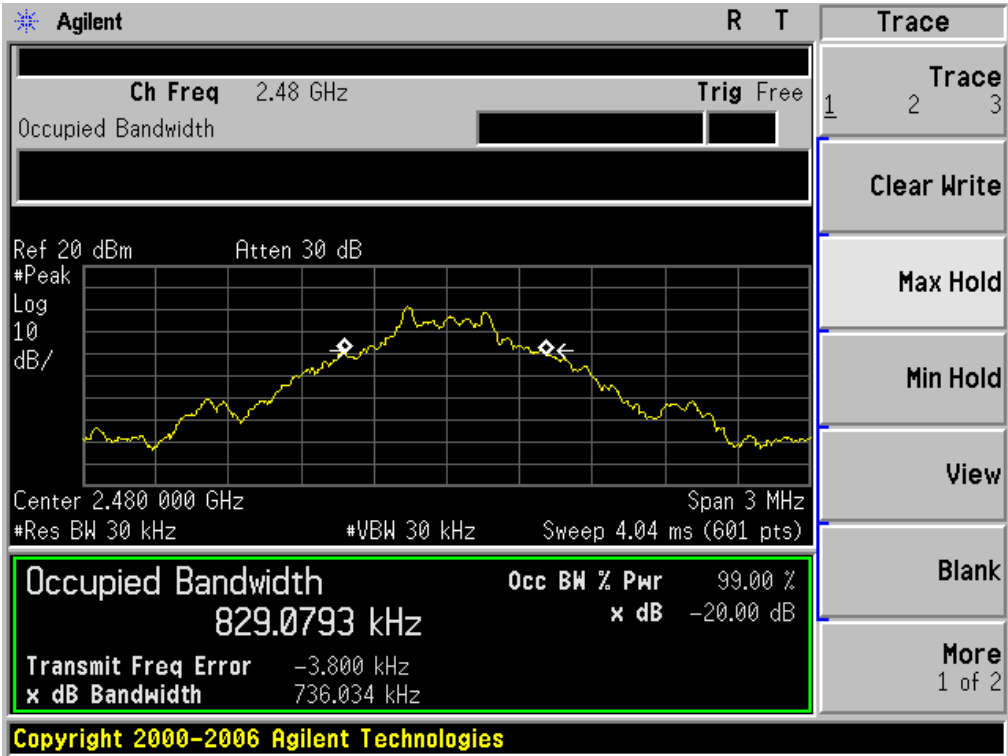 Agilent R T
Ch Freq 2.48 GHz Trig Free
Occupied Bandwidth
Ref 20 dBm Atten 30 dB
#Peak
Log
10
dB/
Center 2.480 000 GHz Span 3 MHz
#Res BW 30 kHz #VBW 30 kHz Sweep 4.04 ms (601 pts)
Occupied Bandwidth
829.0793 kHz
Occ BW % Pwr 99.00 %
x dB -20.00 dB
Transmit Freq Error -3.800 kHz
x dB Bandwidth 736.034 kHz
Copyright 2000-2006 Agilent Technologies
Trace
Trace
1 2 3
Clear Write
Max Hold
Min Hold
View
Blank
More
1 of 2